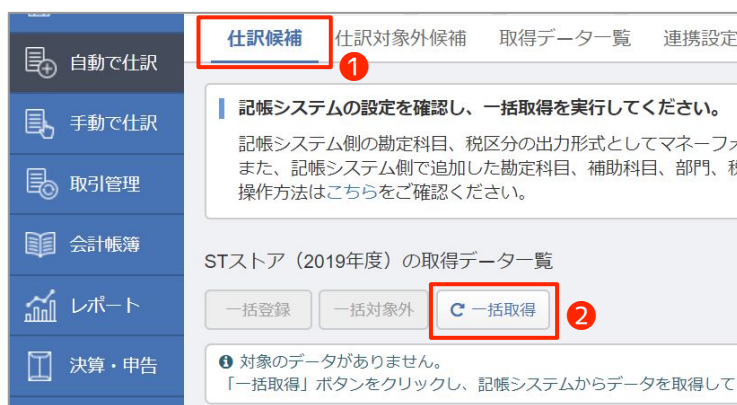 自動で仕訳
手動で仕訳
取引管理
会計帳簿
レポート
決算・申告
仕訳候補 仕訳対象外候補 取得データ一覧 連携設定
1
記帳システムの設定を確認し、一括取得を実行してください。
記帳システム側の勘定科目、税区分の出力形式としてマネーフォ
また、記帳システム側で追加した勘定科目、補助科目、部門、税
操作方法はこちらをご確認ください。
STストア（2019年度）の取得データ一覧
一括登録 一括対象外 一括取得
2
対象のデータがありません。
「一括取得」ボタンをクリックし、記帳システムからデータを取得して